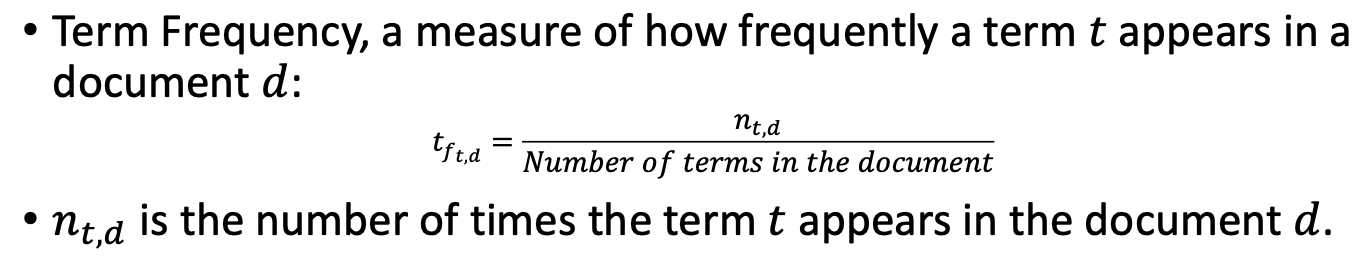 • Term Frequency, a measure of how frequently a term t appears in a
document d:
n_{t,d}
t_{f_{t,d}} =
Number of terms in the document
• n_{t,d} is the number of times the term t appears in the document d.